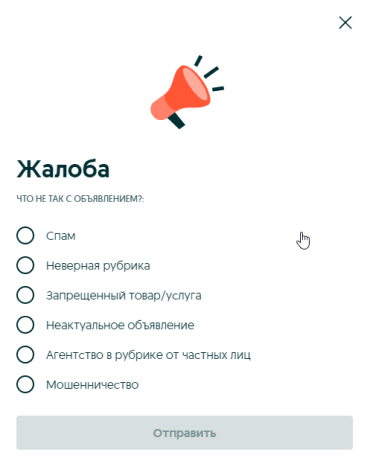 Жалоба
ЧТО НЕ ТАК С ОБЪЯВЛЕНИЕМ?:
Спам
Неверная рубрика
Запрещенный товар/услуга
Неактуальное объявление
Агентство в рубрике от частных лиц
Мошенничество
Отправить